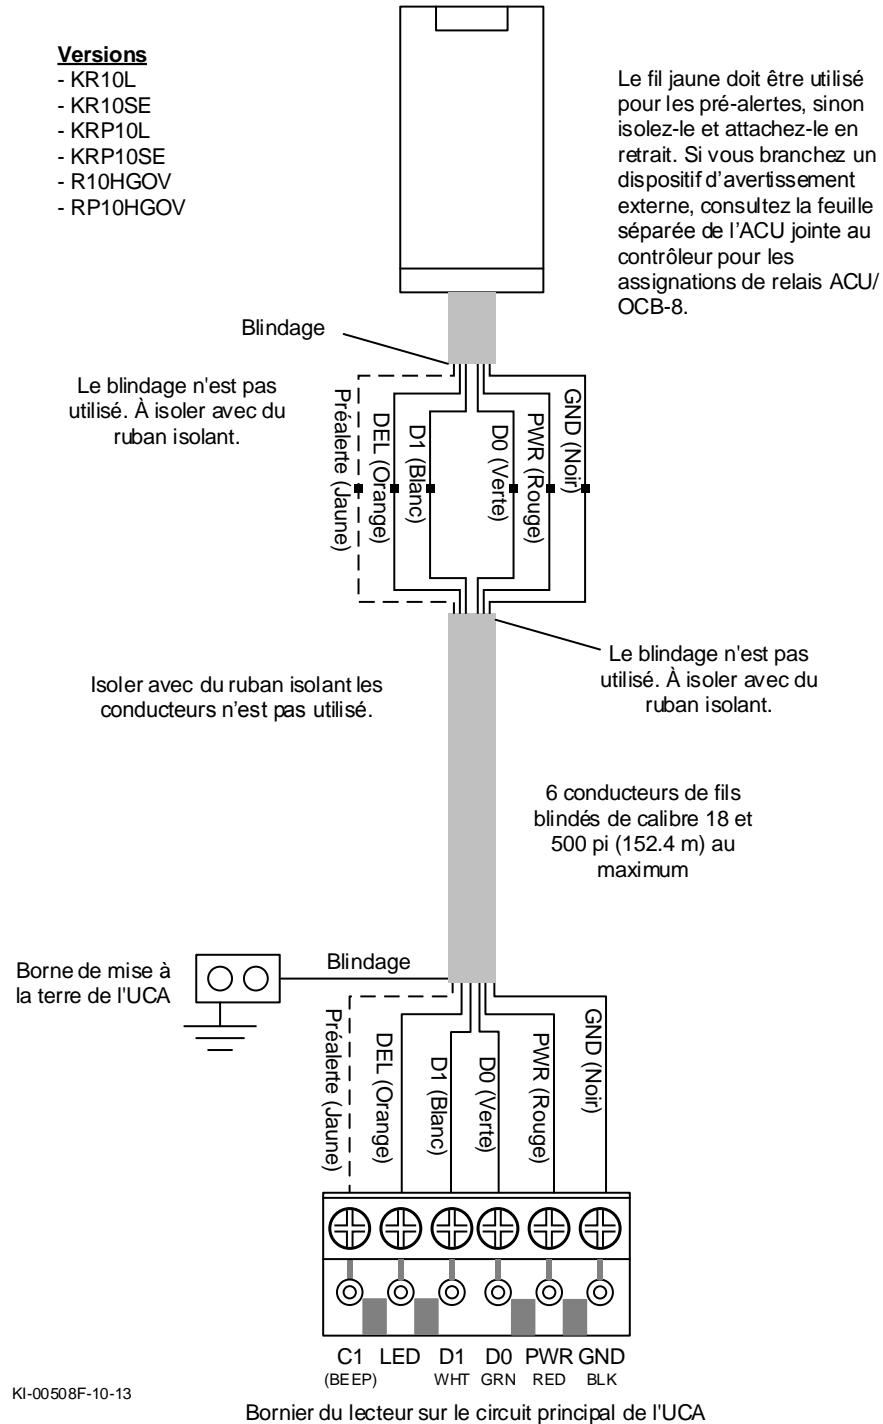 Versions
- KR10L
- KR10SE
- KRP10L
- KRP10SE
- R10HGOV
- RP10HGOV
Le fil jaune doit être utilisé
pour les pré-alertes, sinon
isolez-le et attachez-le en
retrait. Si vous branchez un
dispositif d'avertissement
externe, consultez la feuille
séparée de l'ACU jointe au
contrôleur pour les
assignations de relais ACU/
OCB-8.
Blindage
Le blindage n'est pas
utilisé. À isoler avec du
ruban isolant.
Préalerte (Jaune)
DEL (Orange)
D1 (Blanc)
D0 (Verte)
PWR (Rouge)
GND (Noir)
Le blindage n'est pas
utilisé. À isoler avec du
ruban isolant.
Isoler avec du ruban isolant les
conducteurs n'est pas utilisé.
6 conducteurs de fils
blindés de calibre 18 et
500 pi (152.4 m) au
maximum
Borne de mise à
la terre de l'UCA
Blindage
Préalerte (Jaune)
DEL (Orange)
D1 (Blanc)
D0 (Verte)
PWR (Rouge)
GND (Noir)
C1 LED D1 D0 PWR GND
(BEEP) WHT GRN RED BLK
KI-00508F-10-13
Bornier du lecteur sur le circuit principal de l'UCA